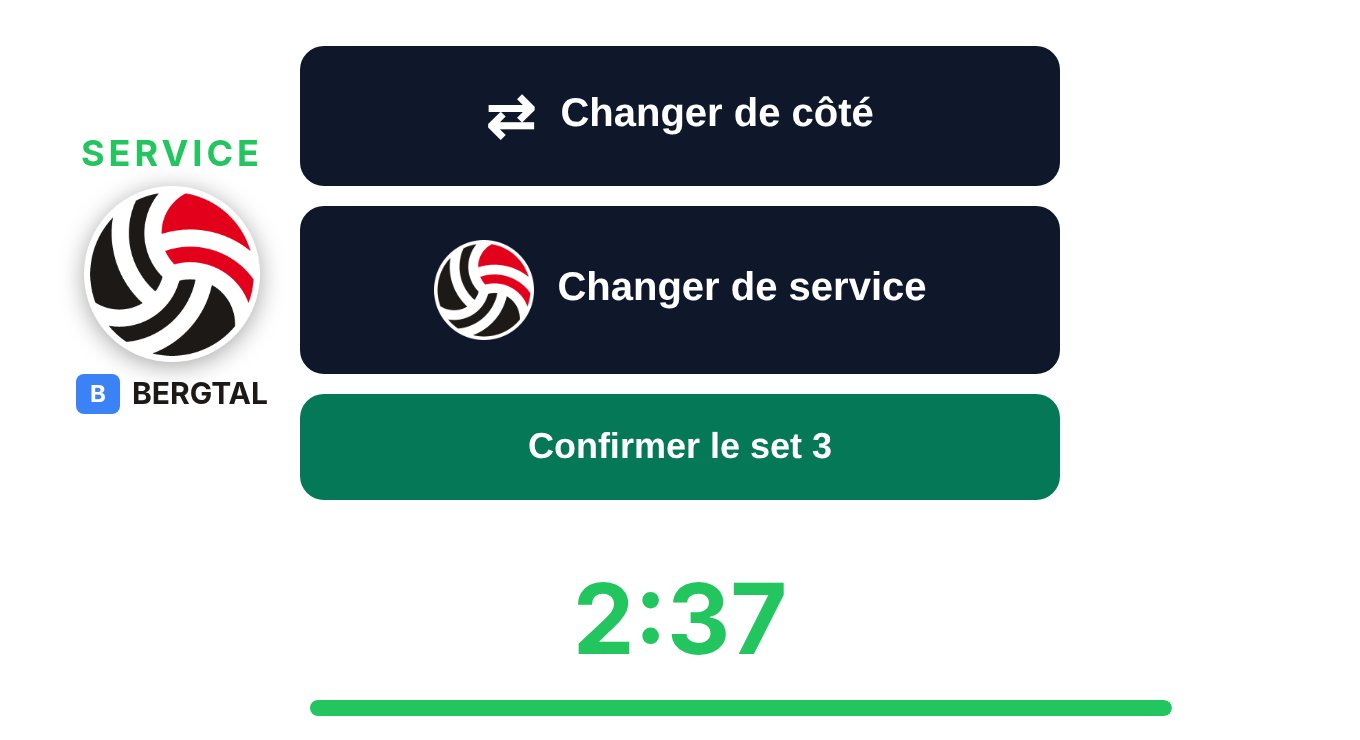 ⇄ Changer de côté
SERVICE
Changer de service
B BERGTAL
Confirmer le set 3
2:37